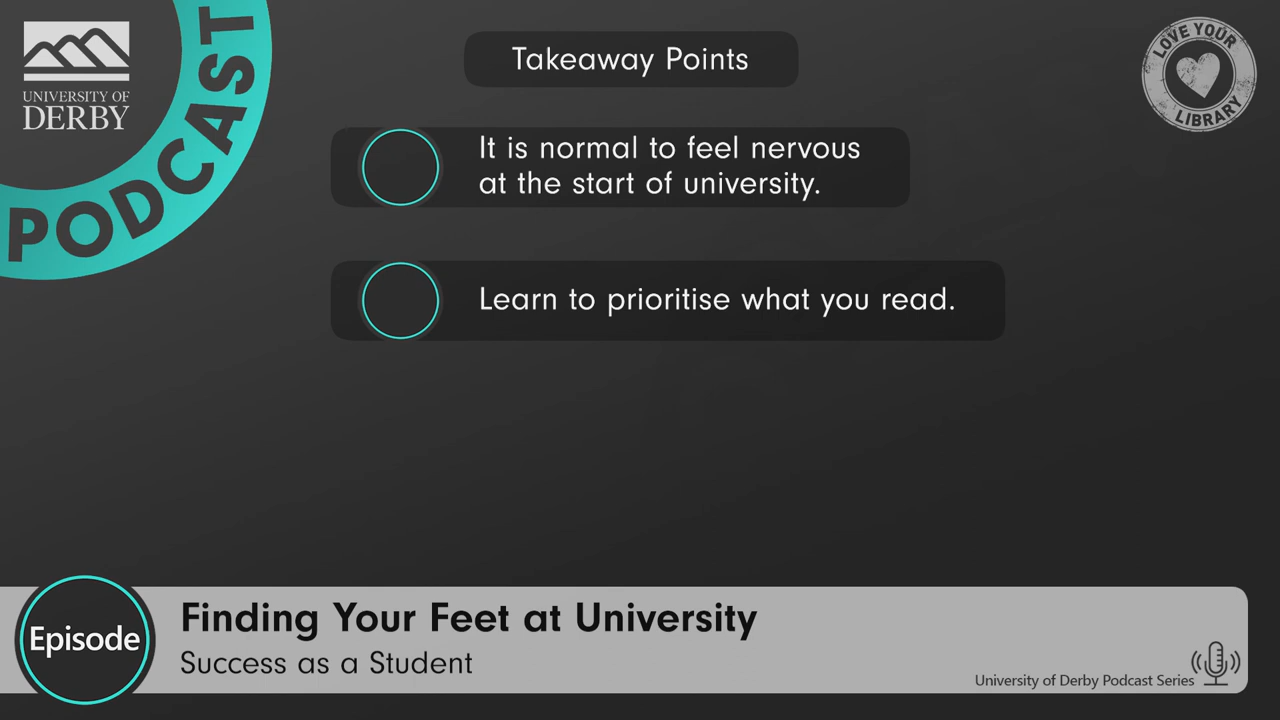 UNIVERSITY OF
DERBY
PODCAST
Takeaway Points
LOVE YOUR
LIBRARY
It is normal to feel nervous
at the start of university.
Learn to prioritise what you read.
Episode
Finding Your Feet at University
Success as a Student
University of Derby Podcast Series